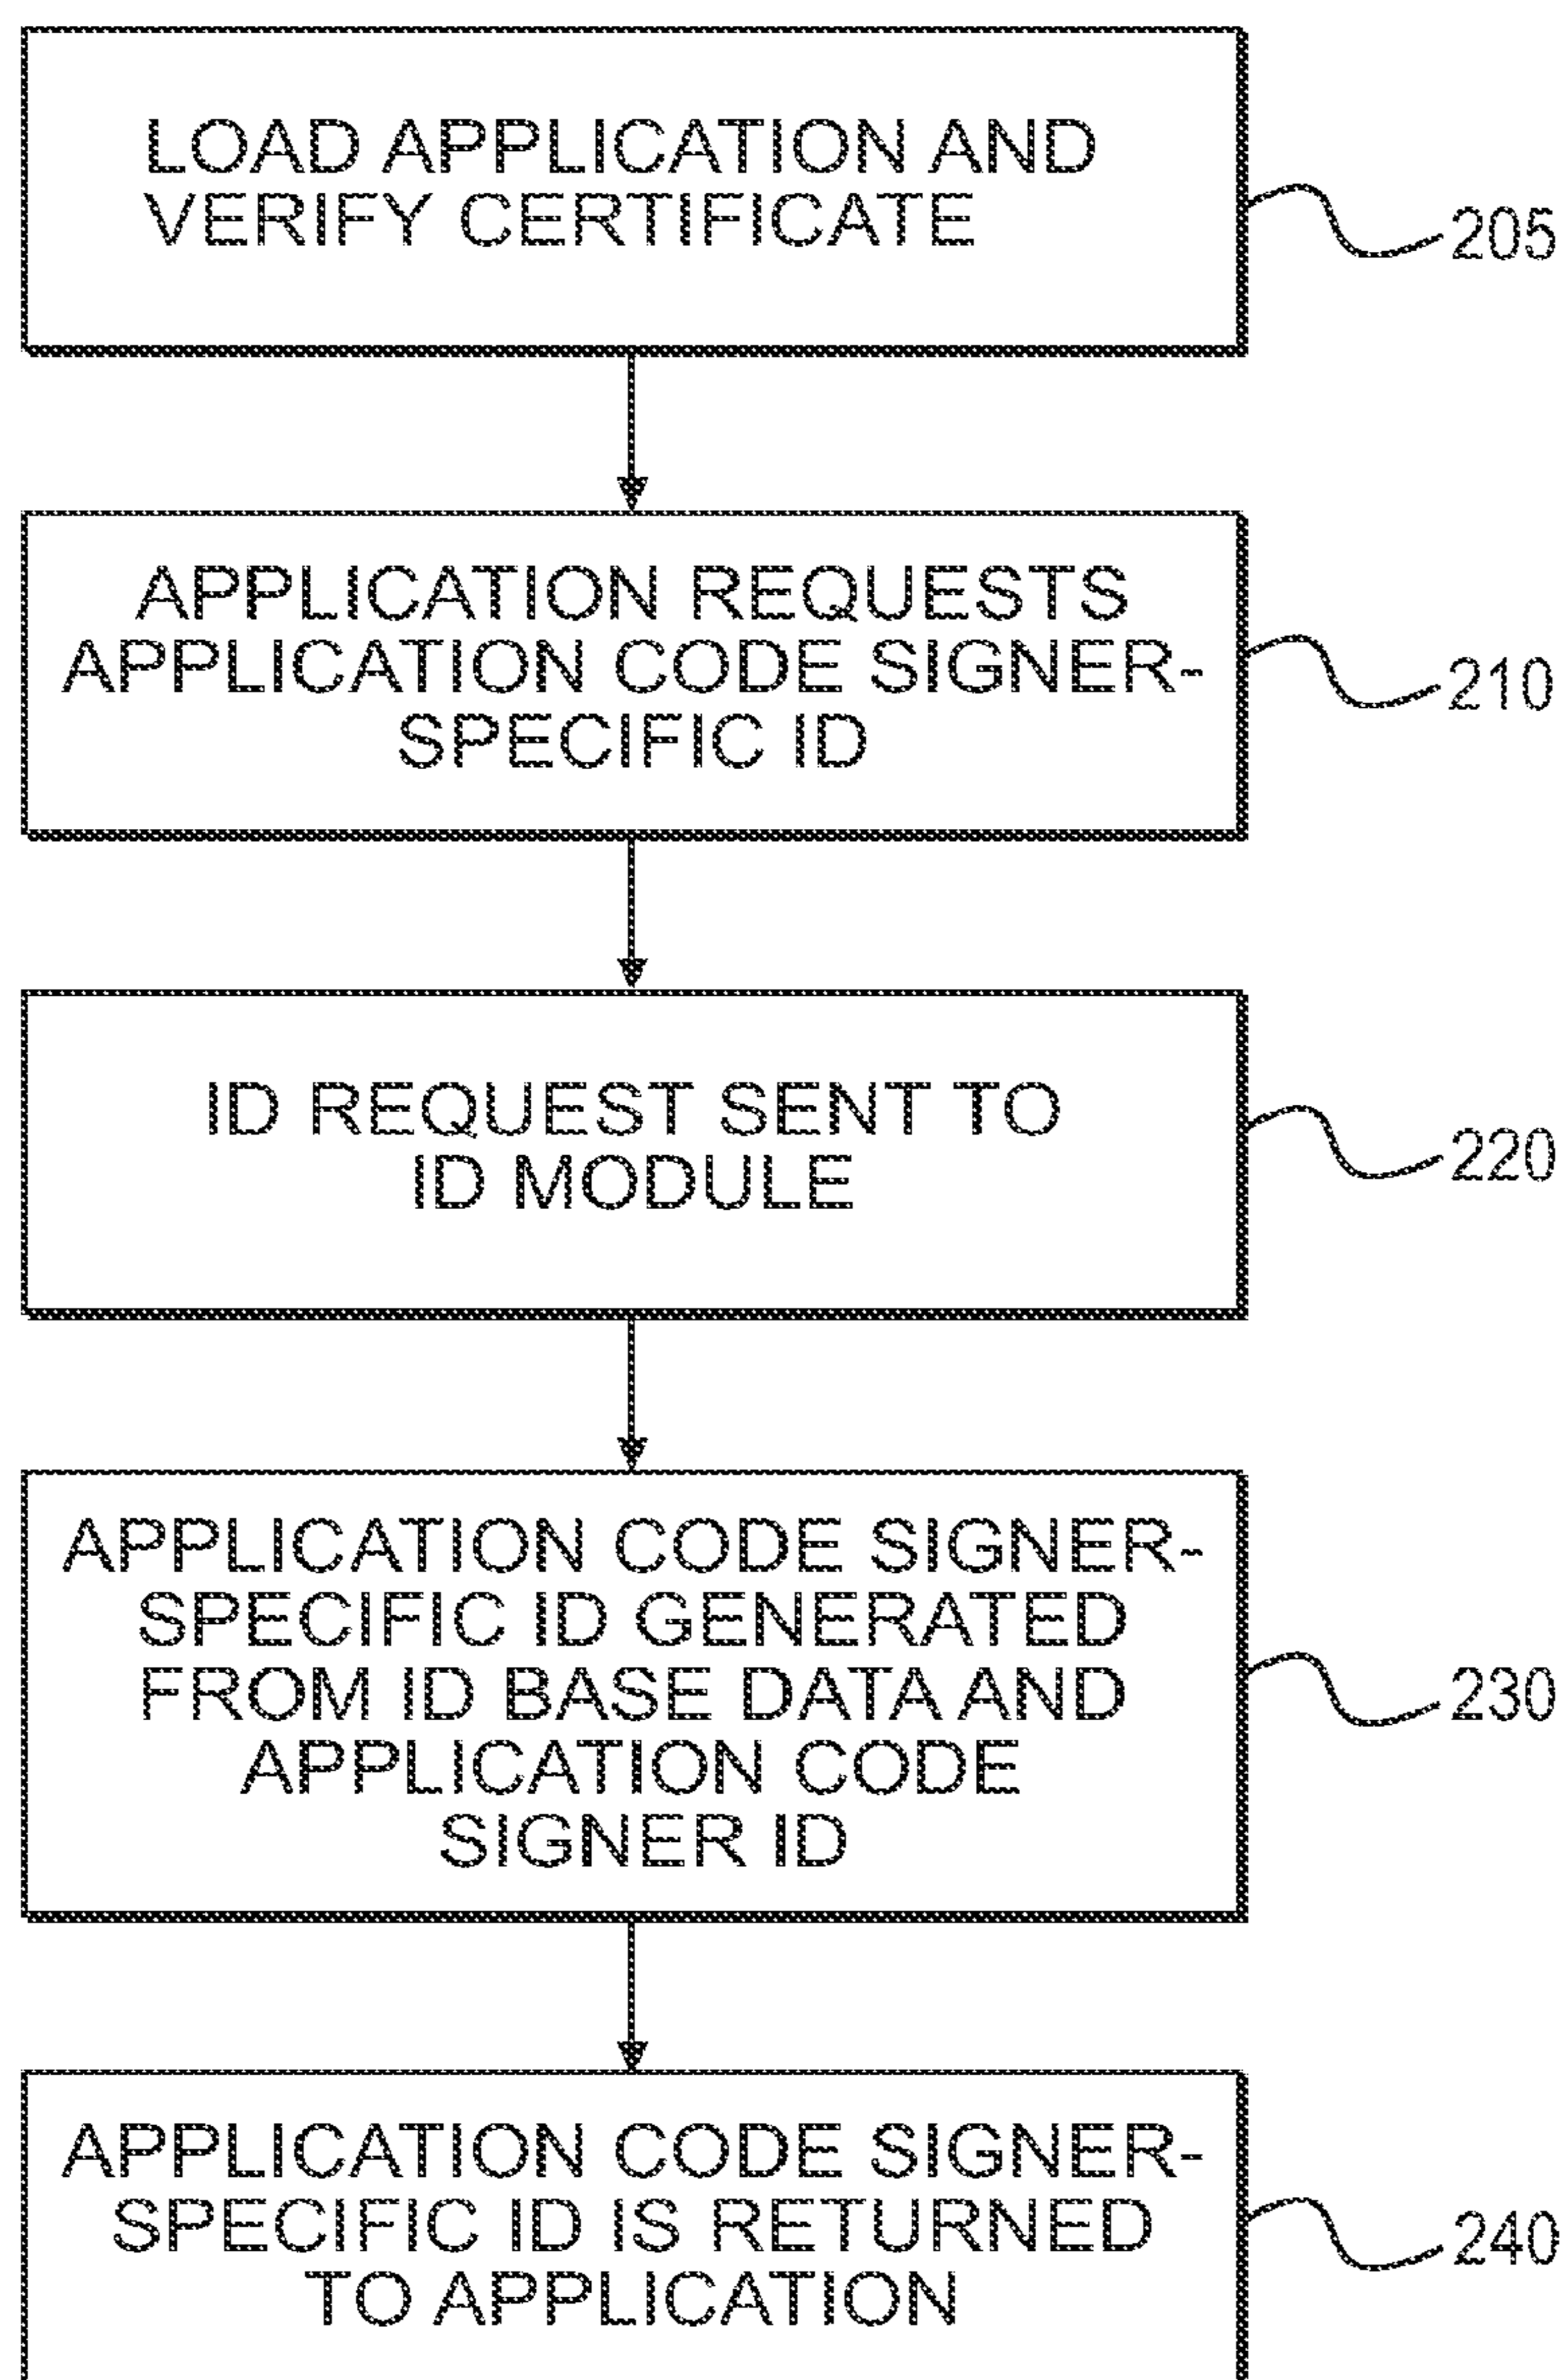 LOAD APPLICATION AND
VERIFY CERTIFICATE
205
APPLICATION REQUESTS
APPLICATION CODE SIGNER-
SPECIFIC ID
210
ID REQUEST SENT TO
ID MODULE
220
APPLICATION CODE SIGNER-
SPECIFIC ID GENERATED
FROM ID BASE DATA AND
APPLICATION CODE
SIGNER ID
230
APPLICATION CODE SIGNER-
SPECIFIC ID IS RETURNED
TO APPLICATION
240